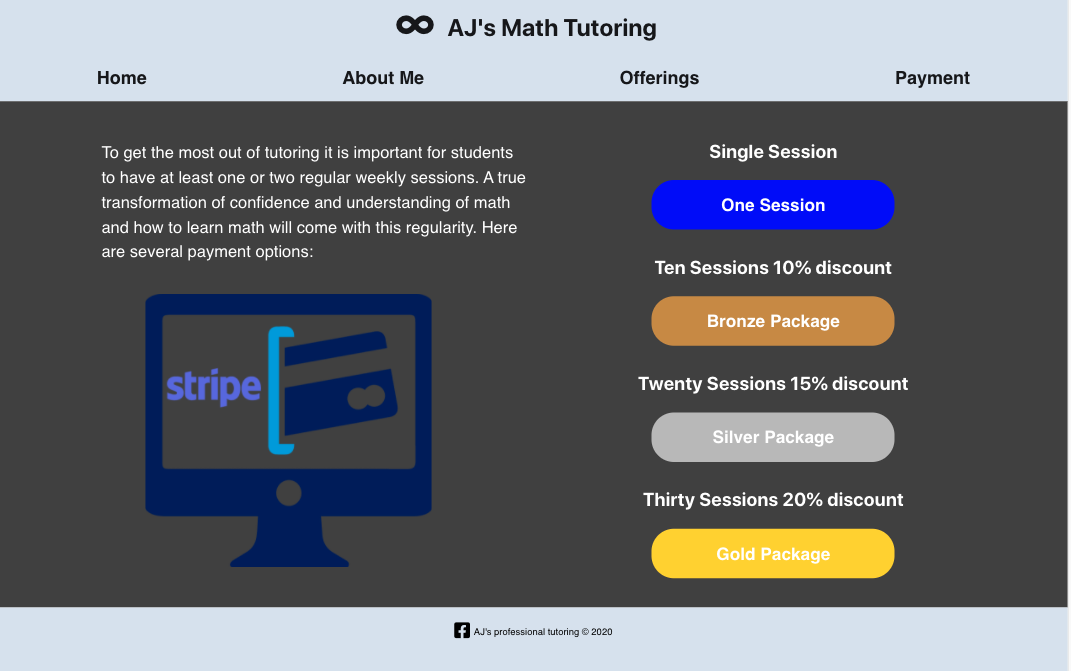 AJ's Math Tutoring
Home About Me Offerings Payment
To get the most out of tutoring it is important for students
to have at least one or two regular weekly sessions. A true
transformation of confidence and understanding of math
and how to learn math will come with this regularity. Here
are several payment options:
stripe
Single Session
One Session
Ten Sessions 10% discount
Bronze Package
Twenty Sessions 15% discount
Silver Package
Thirty Sessions 20% discount
Gold Package
AJ's professional tutoring © 2020